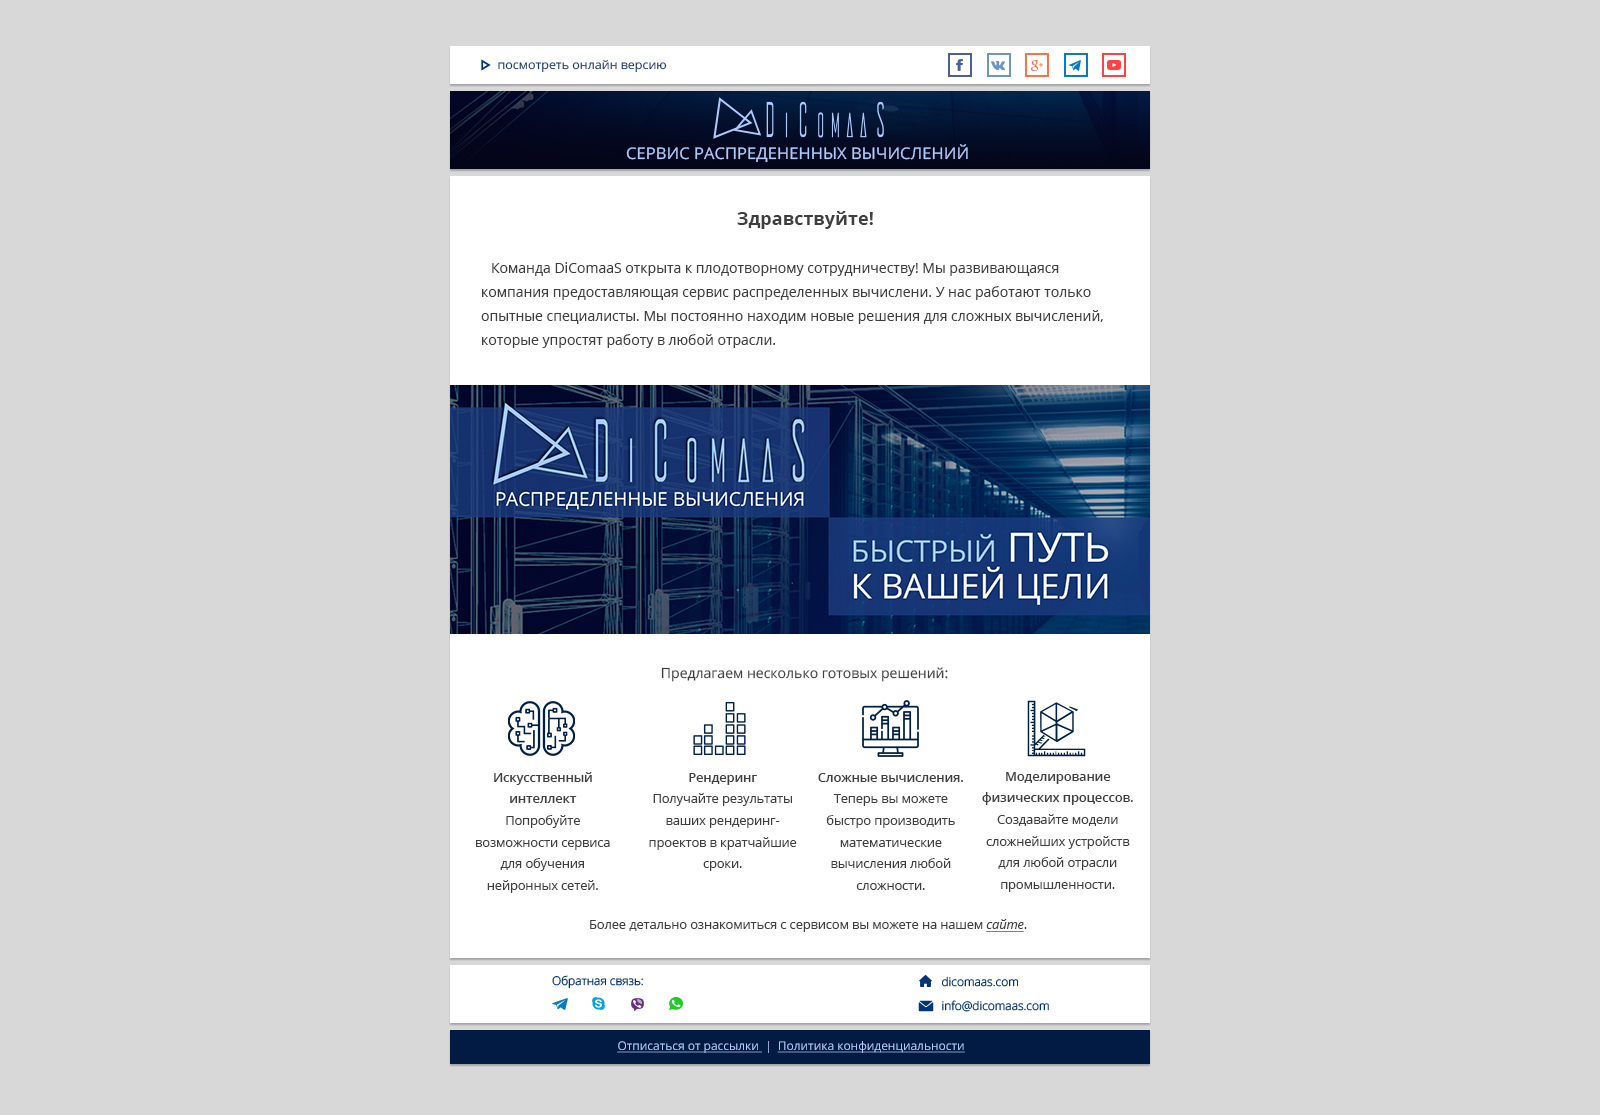 посмотреть онлайн версию
DiComaaS
СЕРВИС РАСПРЕДЕНЕННЫХ ВЫЧИСЛЕНИЙ
Здравствуйте!
Команда DiComaaS открыта к плодотворному сотрудничеству! Мы развивающаяся
компания предоставляющая сервис распределенных вычислени. У нас работают только
опытные специалисты. Мы постоянно находим новые решения для сложных вычислений,
которые упростят работу в любой отрасли.
DiComaaS
РАСПРЕДЕЛЕННЫЕ ВЫЧИСЛЕНИЯ
БЫСТРЫЙ ПУТЬ
К ВАШЕЙ ЦЕЛИ
Предлагаем несколько готовых решений:
Искусственный
интеллект
Попробуйте
возможности сервиса
для обучения
нейронных сетей.
Рендеринг
Получайте результаты
ваших рендеринг-
проектов в кратчайшие
сроки.
Сложные вычисления.
Теперь вы можете
быстро производить
математические
вычисления любой
сложности.
Моделирование
физических процессов.
Создавайте модели
сложнейших устройств
для любой отрасли
промышленности.
Более детально ознакомиться с сервисом вы можете на нашем сайте.
Обратная связь:
dicomaas.com
info@dicomaas.com
Отписаться от рассылки | Политика конфиденциальности